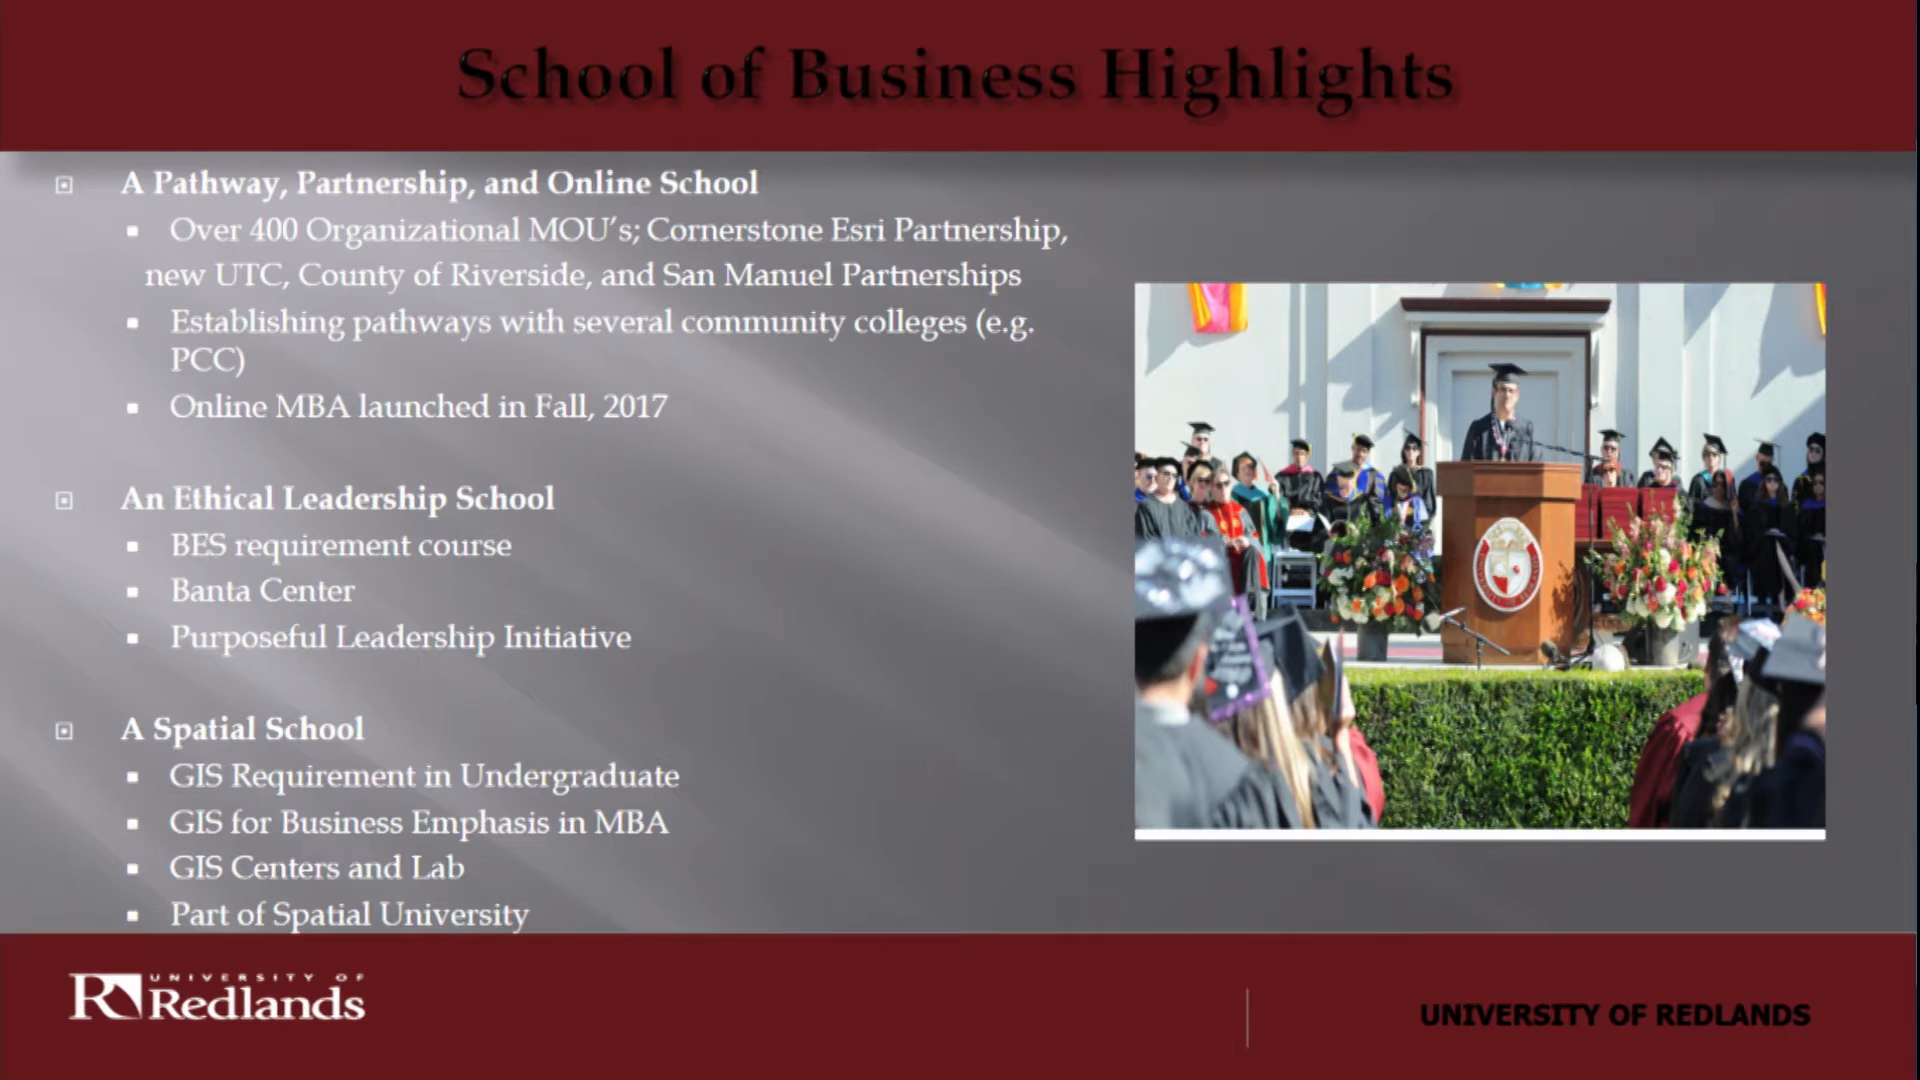 School of Business Highlights
A Pathway, Partnership, and Online School
Over 400 Organizational MOU's; Cornerstone Esri Partnership,
new UTC, County of Riverside, and San Manuel Partnerships
Establishing pathways with several community colleges (e.g.
PCC)
Online MBA launched in Fall, 2017
An Ethical Leadership School
BES requirement course
Banta Center
Purposeful Leadership Initiative
A Spatial School
GIS Requirement in Undergraduate
GIS for Business Emphasis in MBA
GIS Centers and Lab
Part of Spatial University
UNIVERSITY OF
Redlands
UNIVERSITY OF REDLANDS